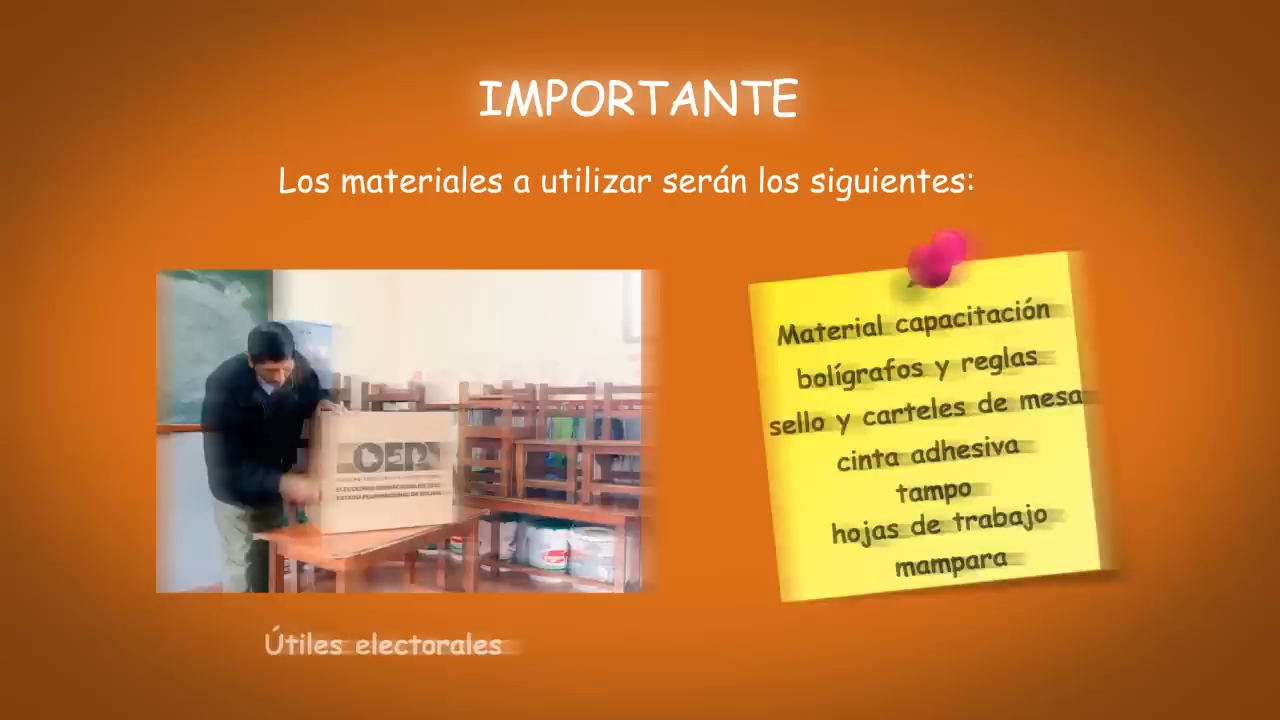 IMPORTANTE
Los materiales a utilizar serán los siguientes:
OEP
Material capacitación
bolígrafos y reglas
sello y carteles de mesa
cinta adhesiva
tampo
hojas de trabajo
mampara
Útiles electorales